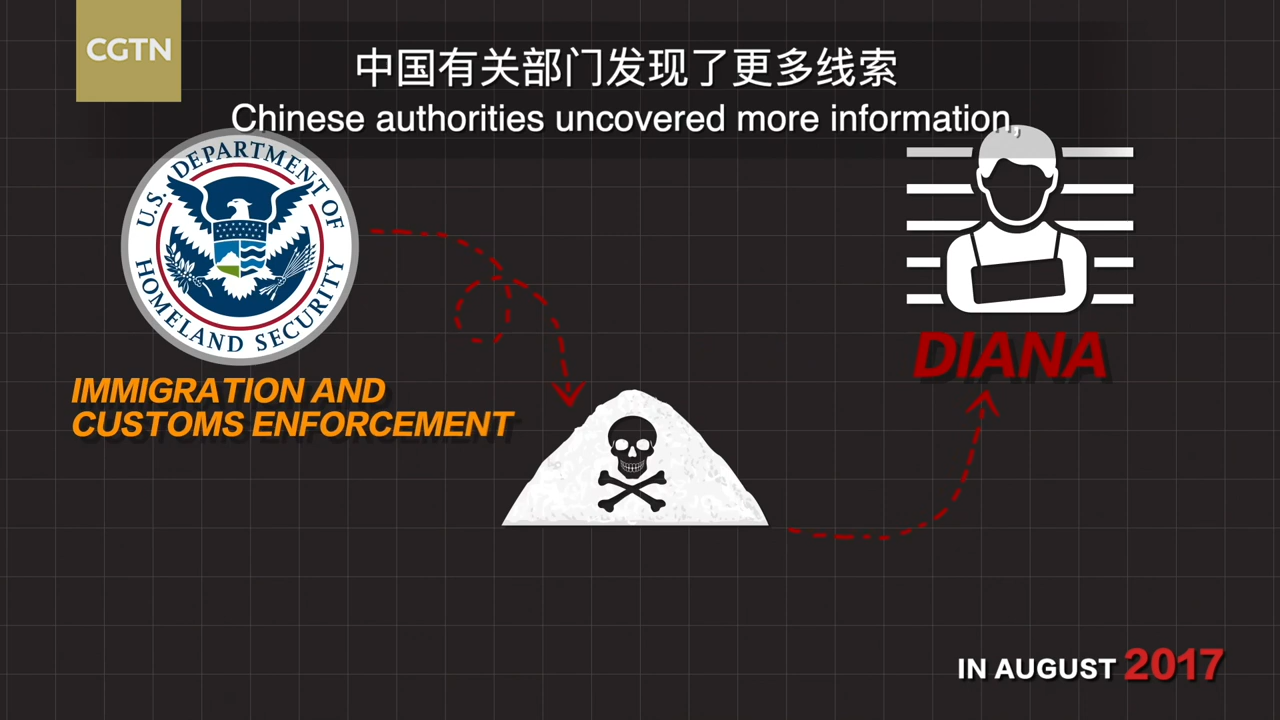 CGTN
中国有关部门发现了更多线索
Chinese authorities uncovered more information,
U.S. DEPARTMENT OF
HOMELAND SECURITY
IMMIGRATION AND
CUSTOMS ENFORCEMENT
DIANA
IN AUGUST 2017